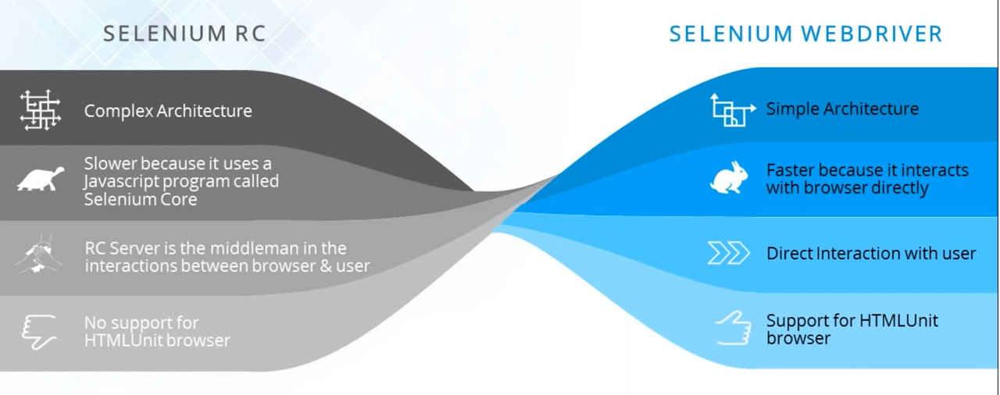 SELENIUM RC
Complex Architecture
Slower because it uses a
Javascript program called
Selenium Core
RC Server is the middleman in the
interactions between browser & user
No support for
HTMLUnit browser
SELENIUM WEBDRIVER
Simple Architecture
Faster because it interacts
with browser directly
Direct Interaction with user
Support for HTMLUnit
browser